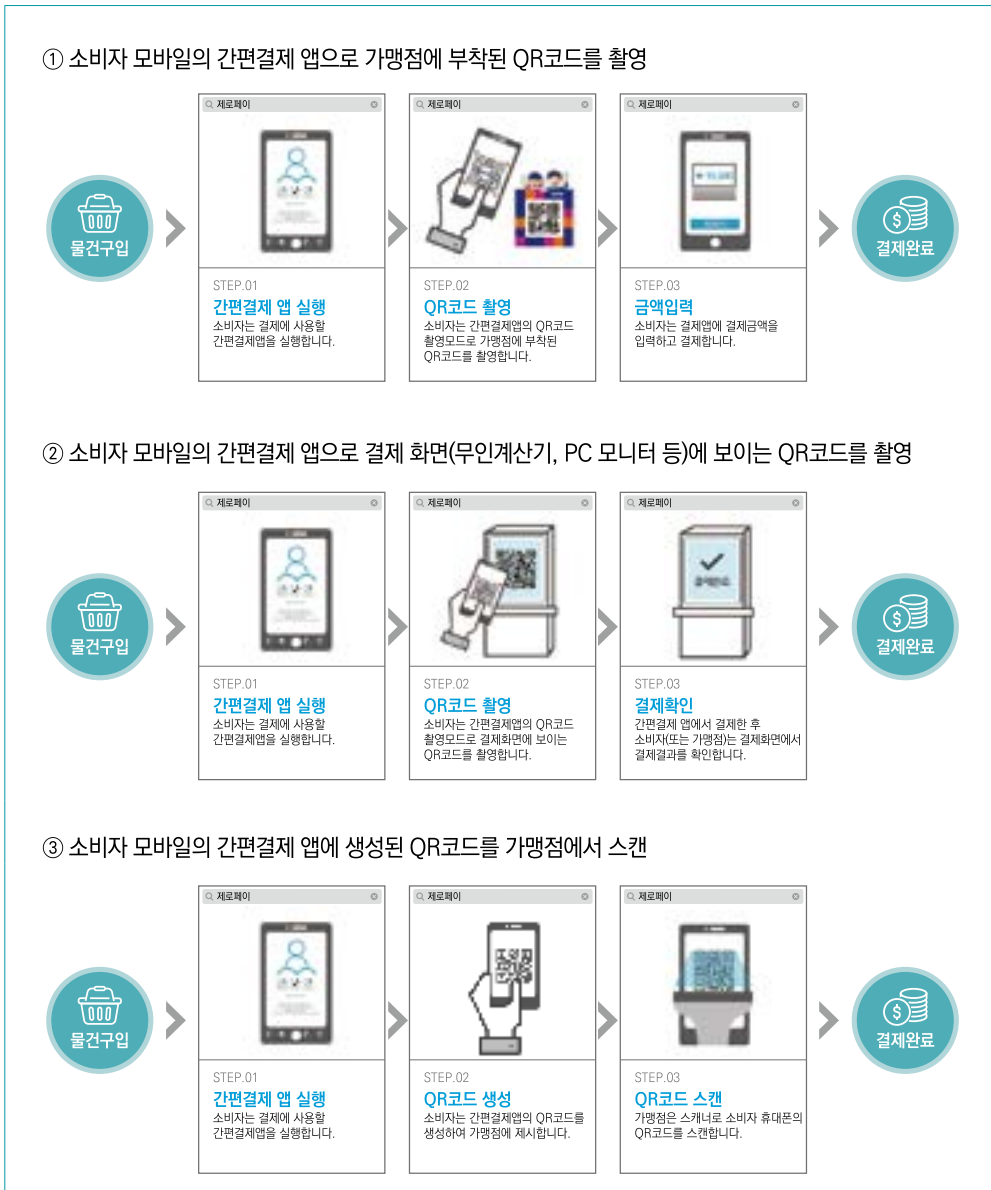 ① 소비자 모바일의 간편결제 앱으로 가맹점에 부착된 QR코드를 촬영
물건구입
제로페이
STEP.01
간편결제 앱 실행
소비자는 결제에 사용할
간편결제앱을 실행합니다.
제로페이
STEP.02
QR코드 촬영
소비자는 간편결제앱의 QR코드
촬영모드로 가맹점에 부착된
QR코드를 촬영합니다.
제로페이
STEP.03
금액입력
소비자는 결제앱에 결제금액을
입력하고 결제합니다.
결제완료
② 소비자 모바일의 간편결제 앱으로 결제 화면(무인계산기, PC 모니터 등)에 보이는 QR코드를 촬영
물건구입
제로페이
STEP.01
간편결제 앱 실행
소비자는 결제에 사용할
간편결제앱을 실행합니다.
제로페이
STEP.02
QR코드 촬영
소비자는 간편결제앱의 QR코드
촬영모드로 결제화면에 보이는
QR코드를 촬영합니다.
제로페이
STEP.03
결제확인
간편결제 앱에서 결제한 후
소비자(또는 가맹점)는 결제화면에서
결제결과를 확인합니다.
결제완료
③ 소비자 모바일의 간편결제 앱에 생성된 QR코드를 가맹점에서 스캔
물건구입
제로페이
STEP.01
간편결제 앱 실행
소비자는 결제에 사용할
간편결제앱을 실행합니다.
제로페이
STEP.02
QR코드 생성
소비자는 간편결제앱의 QR코드를
생성하여 가맹점에 제시합니다.
제로페이
STEP.03
QR코드 스캔
가맹점은 스캐너로 소비자 휴대폰의
QR코드를 스캔합니다.
결제완료